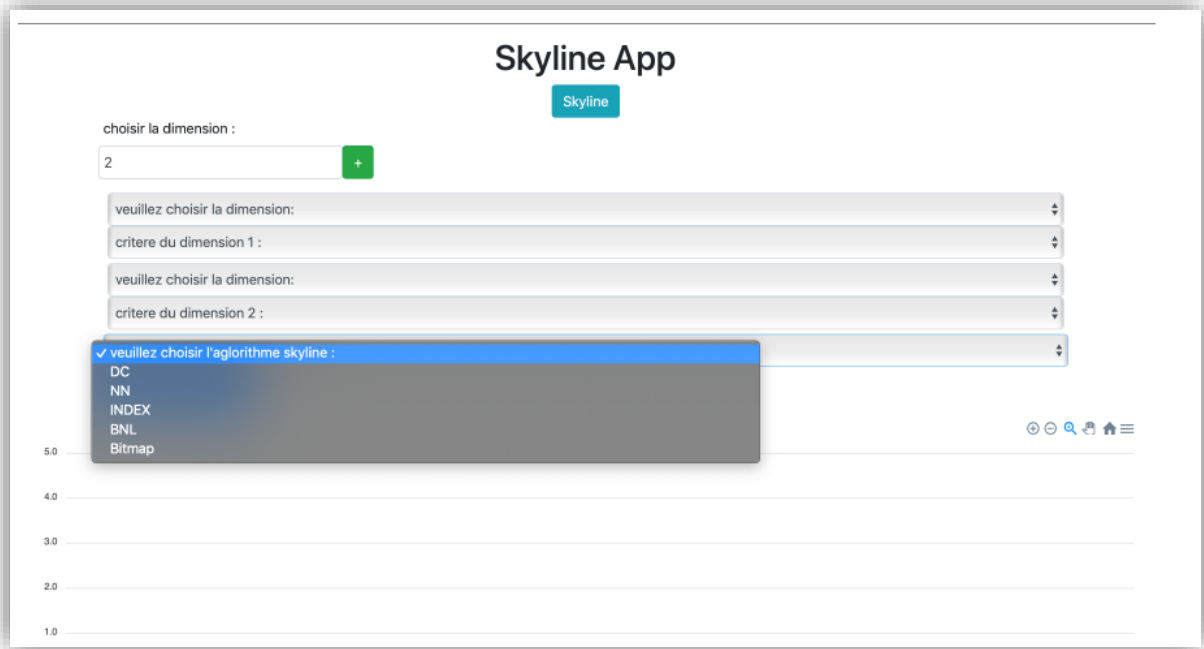 Skyline App
Skyline
choisir la dimension :
2
+
veuillez choisir la dimension:
critere du dimension 1 :
veuillez choisir la dimension:
critere du dimension 2 :
✓ veuillez choisir l'aglorithme skyline :
DC
NN
INDEX
BNL
Bitmap
5.0
4.0
3.0
2.0
1.0